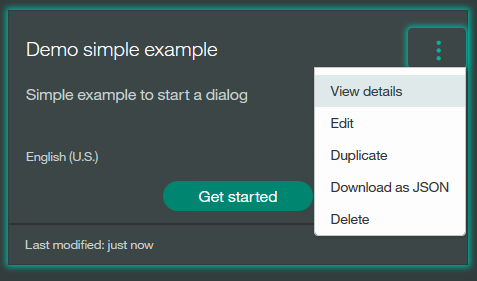 Demo simple example
Simple example to start a dialog
English (U.S.)
Get started
Last modified: just now
View details
Edit
Duplicate
Download as JSON
Delete